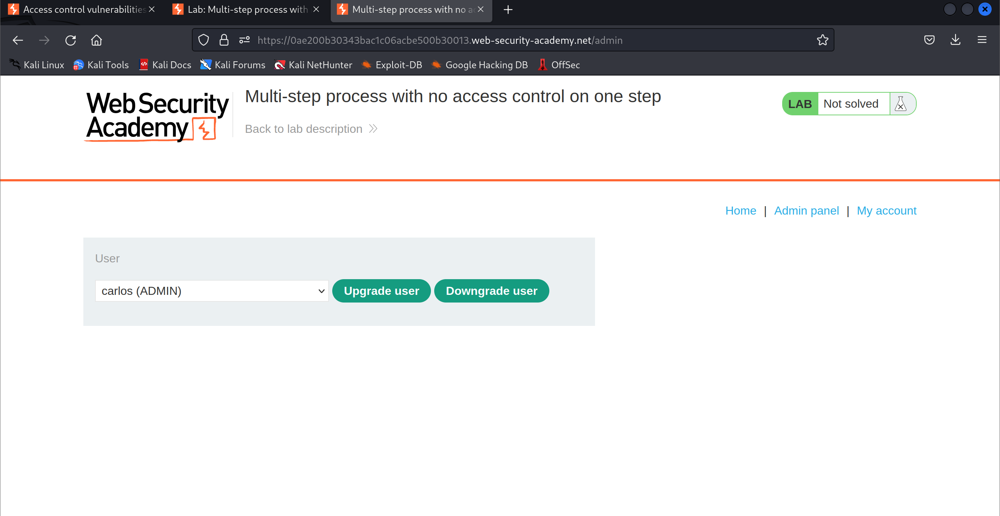 Access control vulnerabilities
Lab: Multi-step process with
Multi-step process with no ac
https://0ae200b30343bac1c06acbe500b30013.web-security-academy.net/admin
Kali Linux Kali Tools Kali Docs Kali Forums Kali NetHunter Exploit-DB Google Hacking DB OffSec
Web Security
Academy
Multi-step process with no access control on one step
Back to lab description
LAB Not solved
Home | Admin panel | My account
User
carlos (ADMIN) Upgrade user Downgrade user